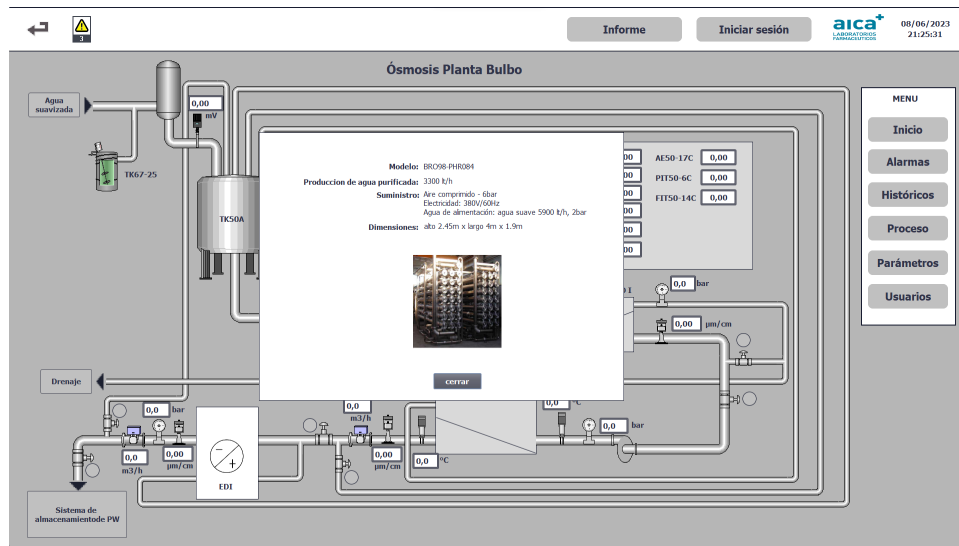 3
Informe
Iniciar sesión
aica+
LABORATORIOS
FARMACÉUTICOS
08/06/2023
21:25:31
Ósmosis Planta Bulbo
Agua
suavizada
0,00
mV
TK67-25
TK50A
Modelo: BRO98-PHR084
Produccion de agua purificada: 3300 lt/h
Suministro: Aire comprimido - 6bar
Electricidad: 380V/60Hz
Agua de alimentación: agua suave 5900 lt/h, 2bar
Dimensiones: alto 2.45m x largo 4m x 1.9m
cerrar
00
00
00
00
00
00
AE50-17C 0,00
PIT50-6C 0,00
FIT50-14C 0,00
O I
0,0 bar
0,00 µm/cm
MENU
Inicio
Alarmas
Históricos
Proceso
Parámetros
Usuarios
Drenaje
0,0 bar
0,0
m3/h
0,00
µm/cm
EDI
0,0
m3/h
0,00
µm/cm
0,0 °C
0,0 °C
0,0 bar
Sistema de
almacenamientode PW